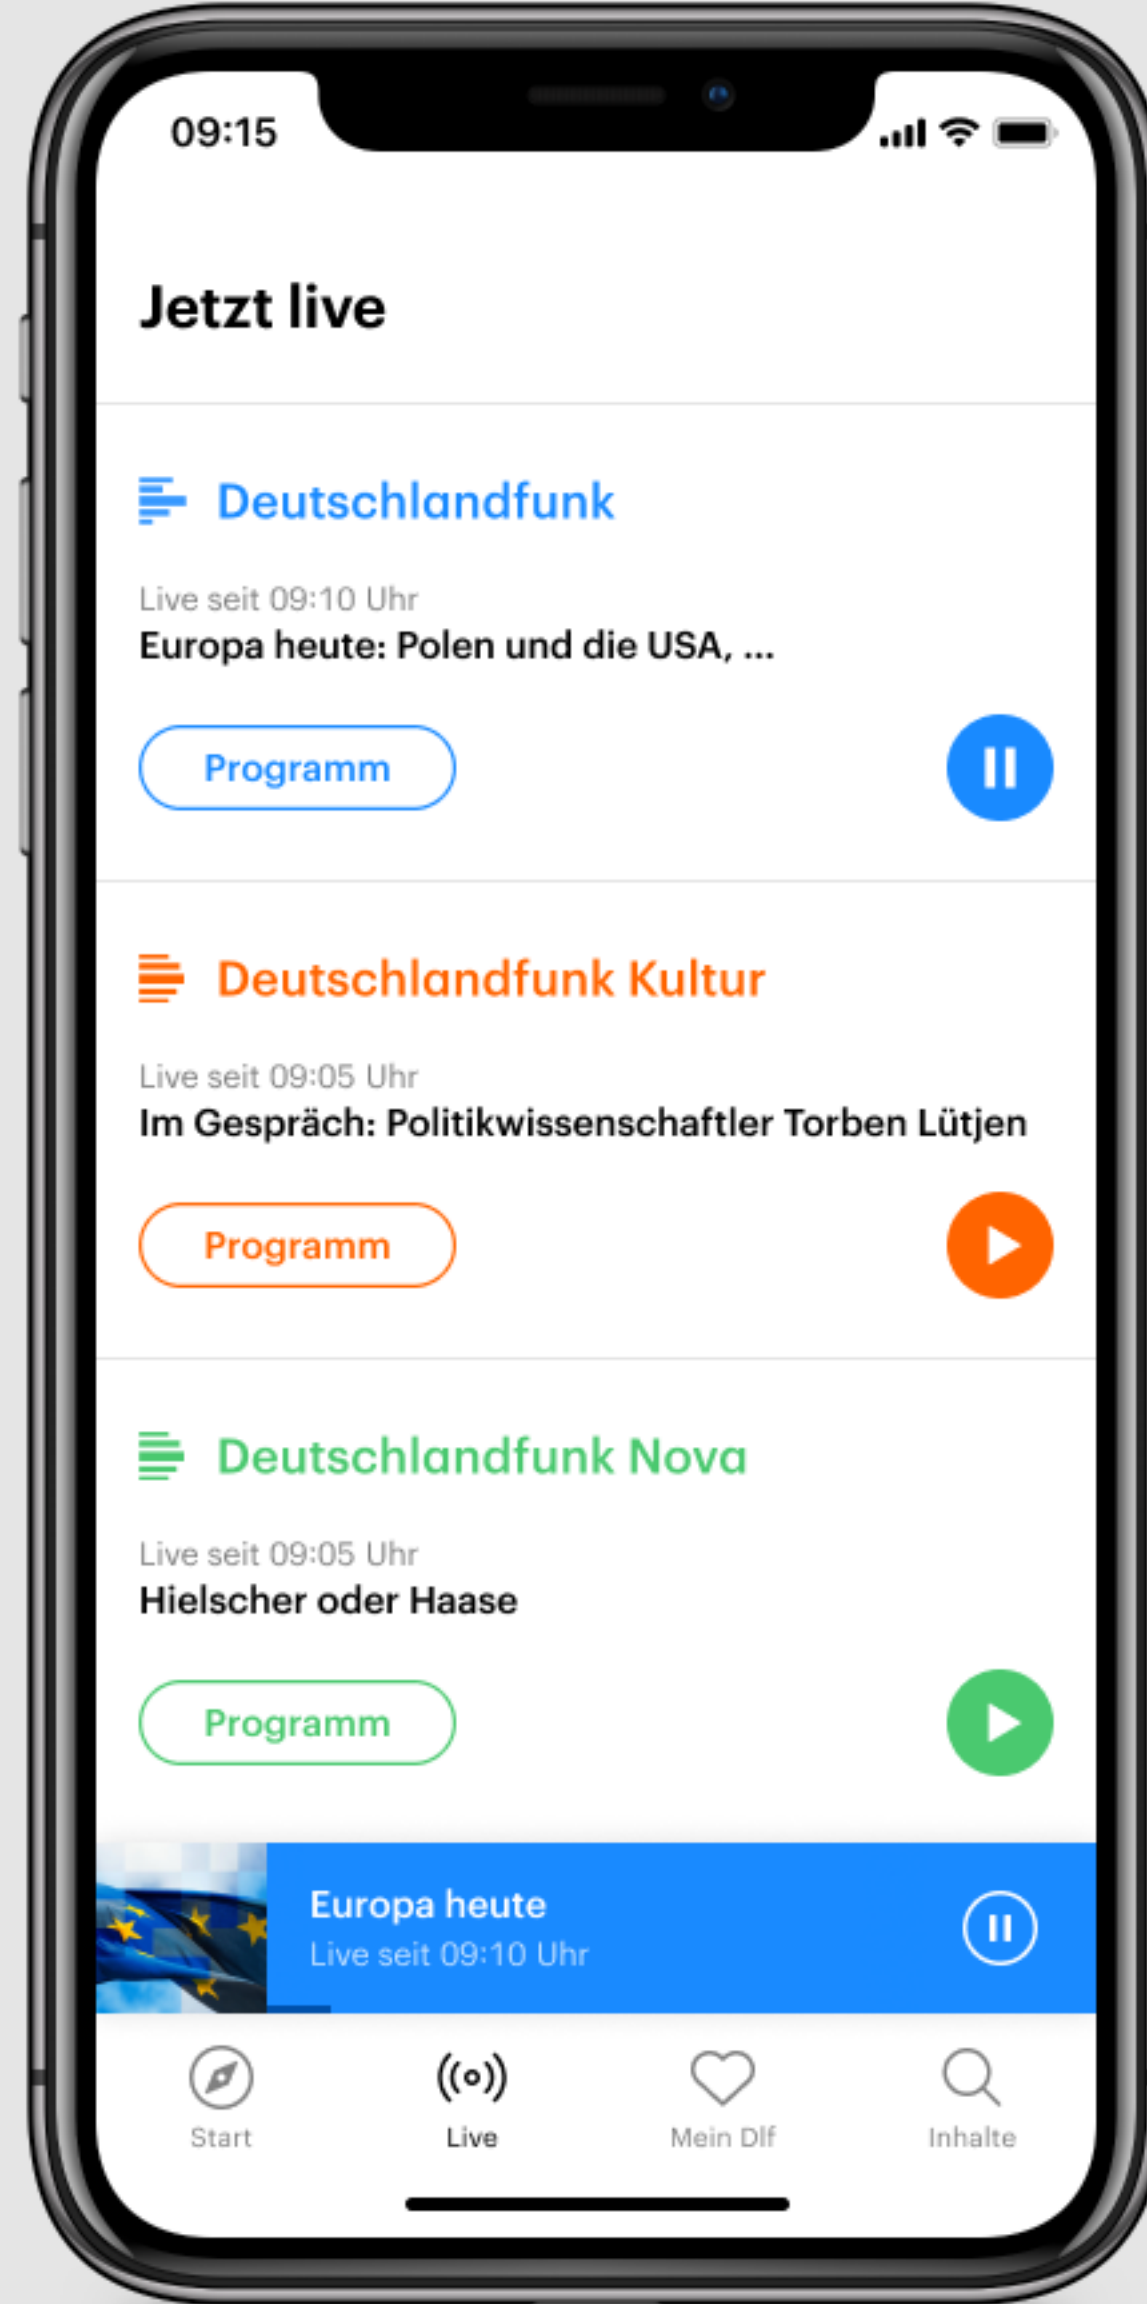 09:15
Jetzt live
Deutschlandfunk
Live seit 09:10 Uhr
Europa heute: Polen und die USA, ...
Programm
Deutschlandfunk Kultur
Live seit 09:05 Uhr
Im Gespräch: Politikwissenschaftler Torben Lütjen
Programm
Deutschlandfunk Nova
Live seit 09:05 Uhr
Hielscher oder Haase
Programm
Europa heute
Live seit 09:10 Uhr
Start Live Mein Dlf Inhalte